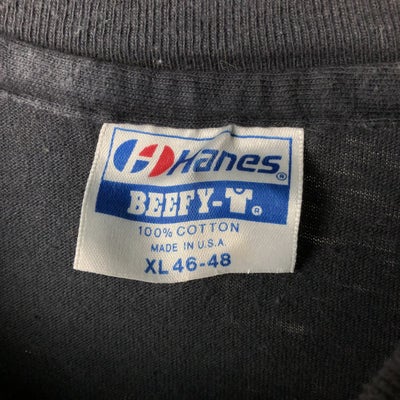 Hanes®
BEEFY-T®
100% COTTON
MADE IN U.S.A.
XL 46-48